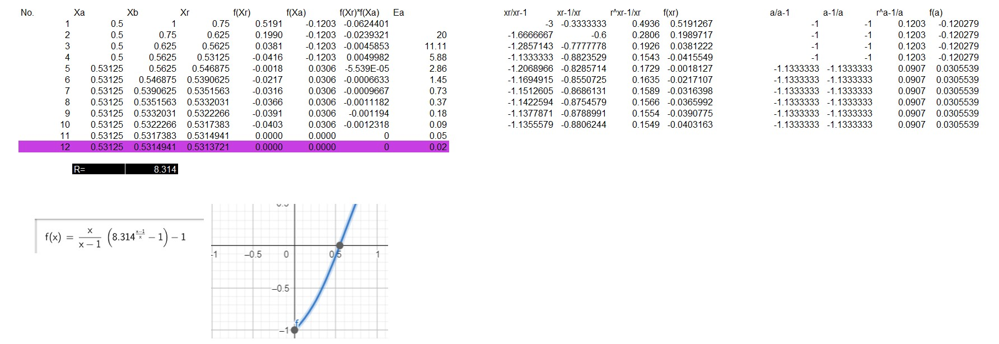 No. Xa Xb Xr f(Xr) f(Xa) f(Xr)*f(Xa) Ea xr/xr-1 xr-1/xr r^xr-1/xr f(xr) a/a-1 a-1/a r^a-1/a f(a)
1 0.5 1 0.75 0.5191 -0.1203 -0.0624401 -3 -0.3333333 0.4936 0.5191267 -1 -1 0.1203 -0.120279
2 0.5 0.75 0.625 0.1990 -0.1203 -0.0239321 20 -1.6666667 -0.6 0.2806 0.1989717 -1 -1 0.1203 -0.120279
3 0.5 0.625 0.5625 0.0381 -0.1203 -0.0045853 11.11 -1.2857143 -0.7777778 0.1926 0.0381222 -1 -1 0.1203 -0.120279
4 0.5 0.5625 0.53125 -0.0416 -0.1203 0.0049982 5.88 -1.1333333 -0.8823529 0.1543 -0.0415549 -1 -1 0.1203 -0.120279
5 0.53125 0.5625 0.546875 -0.0018 0.0306 -5.539E-05 2.86 -1.2068966 -0.8285714 0.1729 -0.0018127 -1.1333333 -1.1333333 0.0907 0.0305539
6 0.53125 0.546875 0.5390625 -0.0217 0.0306 -0.0006633 1.45 -1.1694915 -0.8550725 0.1635 -0.0217107 -1.1333333 -1.1333333 0.0907 0.0305539
7 0.53125 0.5390625 0.5351563 -0.0316 0.0306 -0.0009667 0.73 -1.1512605 -0.8686131 0.1589 -0.0316398 -1.1333333 -1.1333333 0.0907 0.0305539
8 0.53125 0.5351563 0.5332031 -0.0366 0.0306 -0.0011182 0.37 -1.1422594 -0.8754579 0.1566 -0.0365992 -1.1333333 -1.1333333 0.0907 0.0305539
9 0.53125 0.5332031 0.5322266 -0.0391 0.0306 -0.001194 0.18 -1.1377871 -0.8788991 0.1554 -0.0390775 -1.1333333 -1.1333333 0.0907 0.0305539
10 0.53125 0.5322266 0.5317383 -0.0403 0.0306 -0.0012318 0.09 -1.1355579 -0.8806244 0.1549 -0.0403163 -1.1333333 -1.1333333 0.0907 0.0305539
11 0.53125 0.5317383 0.5314941 0.0000 0.0000 0 0.05
12 0.53125 0.5314941 0.5313721 0.0000 0.0000 0 0.02
R= 8.314
f(x) = x/(x − 1) (8.314^((x−1)/x) − 1) − 1
-1 −0.5 0 0.5 1
−0.5
f
−1